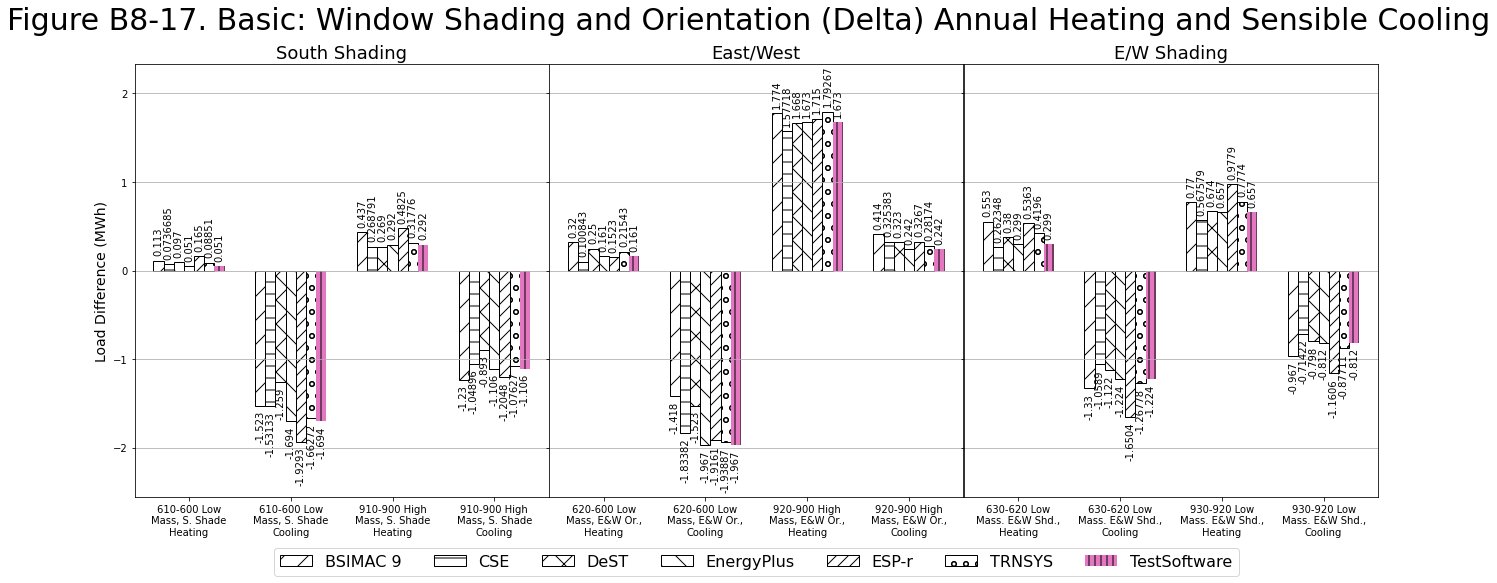 Figure B8-17. Basic: Window Shading and Orientation (Delta) Annual Heating and Sensible Cooling
South Shading
East/West
E/W Shading
Load Difference (MWh)
2
1
0
−1
−2
0.113
0.0736685
0.097
0.051
0.165
0.08851
0.051
-1.523
-1.53133
-1.259
-1.694
-1.9293
-1.66272
-1.694
0.437
0.268791
0.269
0.292
0.4825
0.31776
0.292
-1.23
-1.04896
-0.893
-1.106
-1.2048
-1.07627
-1.106
0.32
0.100843
0.25
0.161
0.1523
0.21543
0.161
-1.418
-1.83382
-1.523
-1.967
-1.9161
-1.93887
-1.967
1.774
1.57718
1.668
1.673
1.715
1.79267
1.673
0.414
0.325383
0.323
0.242
0.3267
0.28174
0.242
0.553
0.262348
0.38
0.299
0.5363
0.4196
0.299
-1.33
-1.0589
-1.122
-1.224
-1.6504
-1.26778
-1.224
0.77
0.567579
0.674
0.657
0.9779
0.7774
0.657
-0.967
-0.71422
-0.798
-0.812
-1.1606
-0.87711
-0.812
610-600 Low
Mass, S. Shade
Heating
610-600 Low
Mass, S. Shade
Cooling
910-900 High
Mass, S. Shade
Heating
910-900 High
Mass, S. Shade
Cooling
620-600 Low
Mass, E&W Or.,
Heating
620-600 Low
Mass, E&W Or.,
Cooling
920-900 High
Mass, E&W Or.,
Heating
920-900 High
Mass, E&W Or.,
Cooling
630-620 Low
Mass. E&W Shd.,
Heating
630-620 Low
Mass. E&W Shd.,
Cooling
930-920 Low
Mass. E&W Shd.,
Heating
930-920 Low
Mass. E&W Shd.,
Cooling
BSIMAC 9
CSE
DeST
EnergyPlus
ESP-r
TRNSYS
TestSoftware